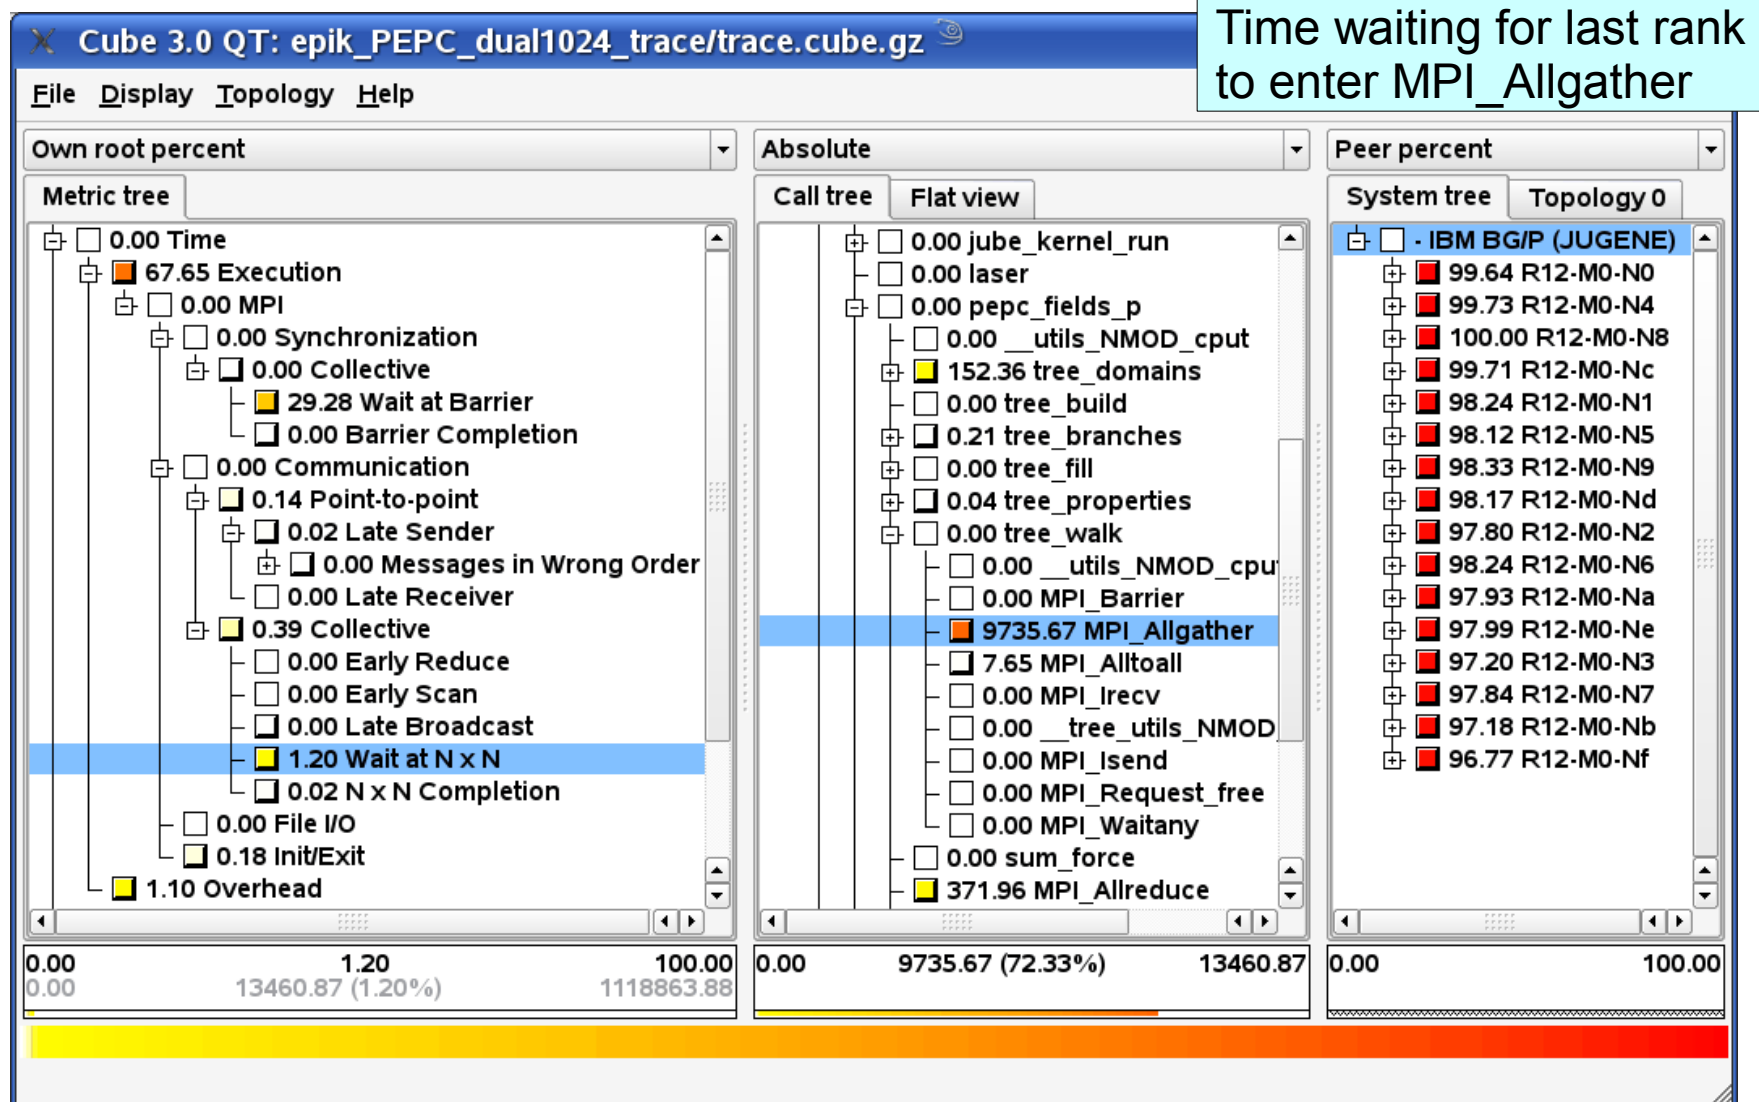 Time waiting for last rank
to enter MPI_Allgather
Cube 3.0 QT: epik_PEPC_dual1024_trace/trace.cube.gz
File Display Topology Help
Own root percent
Metric tree
0.00 Time
67.65 Execution
0.00 MPI
0.00 Synchronization
0.00 Collective
29.28 Wait at Barrier
0.00 Barrier Completion
0.00 Communication
0.14 Point-to-point
0.02 Late Sender
0.00 Messages in Wrong Order
0.00 Late Receiver
0.39 Collective
0.00 Early Reduce
0.00 Early Scan
0.00 Late Broadcast
1.20 Wait at N x N
0.02 N x N Completion
0.00 File I/O
0.18 Init/Exit
1.10 Overhead
0.00 1.20 100.00
0.00 13460.87 (1.20%) 1118863.88
Absolute
Call tree Flat view
0.00 jube_kernel_run
0.00 laser
0.00 pepc_fields_p
0.00 __utils_NMOD_cput
152.36 tree_domains
0.00 tree_build
0.21 tree_branches
0.00 tree_fill
0.04 tree_properties
0.00 tree_walk
0.00 __utils_NMOD_cpu
0.00 MPI_Barrier
9735.67 MPI_Allgather
7.65 MPI_Alltoall
0.00 MPI_Irecv
0.00 __tree_utils_NMOD_
0.00 MPI_Isend
0.00 MPI_Request_free
0.00 MPI_Waitany
0.00 sum_force
371.96 MPI_Allreduce
0.00 9735.67 (72.33%) 13460.87
Peer percent
System tree Topology 0
- IBM BG/P (JUGENE)
99.64 R12-M0-N0
99.73 R12-M0-N4
100.00 R12-M0-N8
99.71 R12-M0-Nc
98.24 R12-M0-N1
98.12 R12-M0-N5
98.33 R12-M0-N9
98.17 R12-M0-Nd
97.80 R12-M0-N2
98.24 R12-M0-N6
97.93 R12-M0-Na
97.99 R12-M0-Ne
97.20 R12-M0-N3
97.84 R12-M0-N7
97.18 R12-M0-Nb
96.77 R12-M0-Nf
0.00 100.00